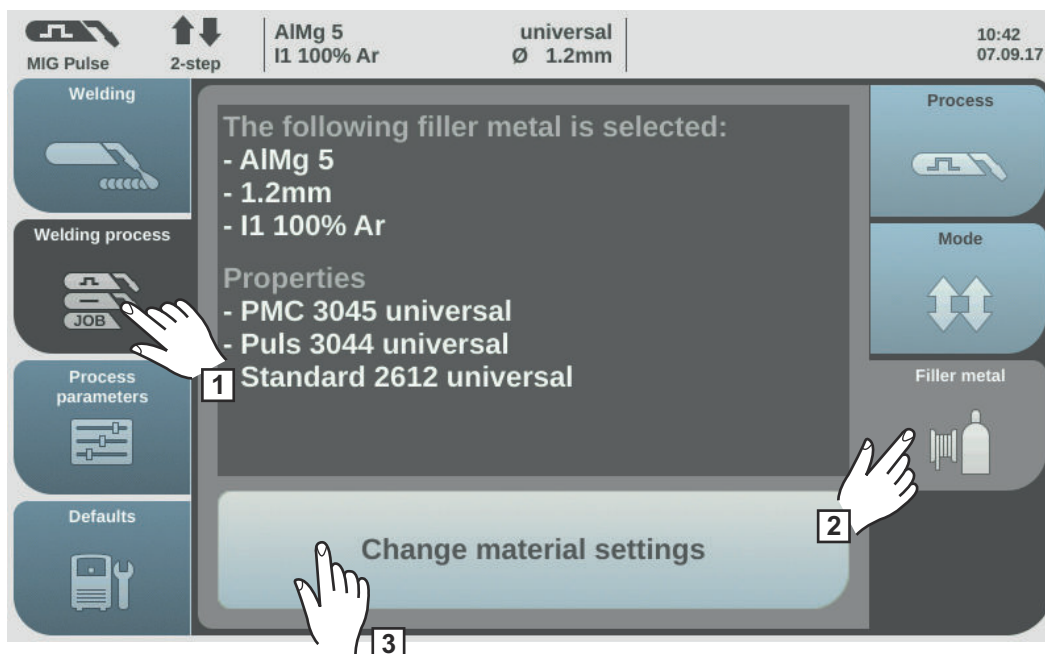 MIG Pulse
2-step
AlMg 5
I1 100% Ar
universal
Ø 1.2mm
10:42
07.09.17
Welding
Welding process
JOB
Process
parameters
Defaults
The following filler metal is selected:
- AlMg 5
- 1.2mm
- I1 100% Ar
Properties
- PMC 3045 universal
- Puls 3044 universal
Standard 2612 universal
Change material settings
Process
Mode
Filler metal
1
2
3